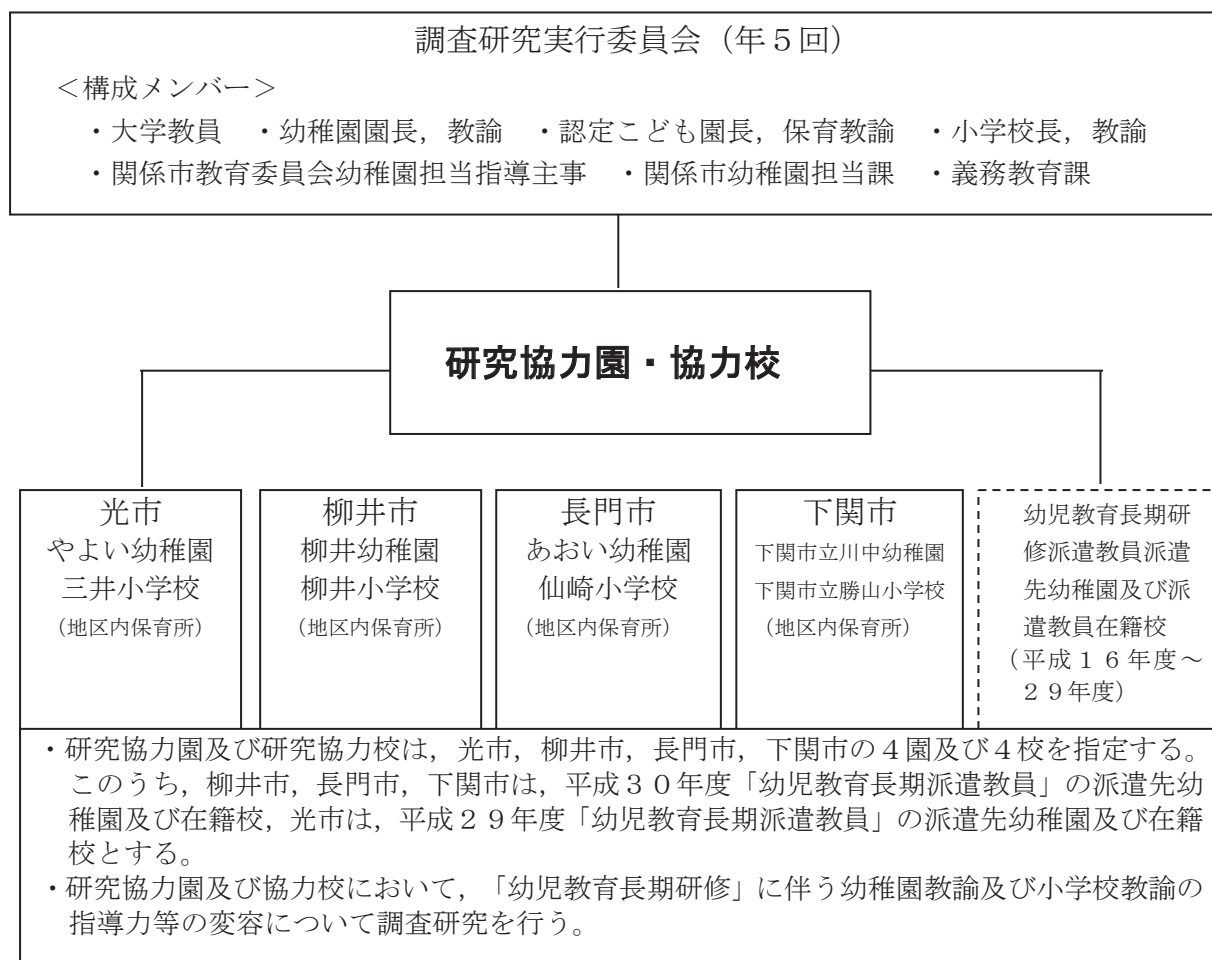 調査研究実行委員会（年５回）
＜構成メンバー＞
・大学教員　・幼稚園園長，教諭　・認定こども園長，保育教諭　・小学校長，教諭
・関係市教育委員会幼稚園担当指導主事　・関係市幼稚園担当課　・義務教育課
研究協力園・協力校
光市
やよい幼稚園
三井小学校
（地区内保育所）
柳井市
柳井幼稚園
柳井小学校
（地区内保育所）
長門市
あおい幼稚園
仙崎小学校
（地区内保育所）
下関市
下関市立川中幼稚園
下関市立勝山小学校
（地区内保育所）
幼児教育長期研
修派遣教員派遣
先幼稚園及び派
遣教員在籍校
（平成１６年度～
２９年度）
・研究協力園及び研究協力校は，光市，柳井市，長門市，下関市の４園及び４校を指定する。
このうち，柳井市，長門市，下関市は，平成３０年度「幼児教育長期派遣教員」の派遣先幼
稚園及び在籍校，光市は，平成２９年度「幼児教育長期派遣教員」の派遣先幼稚園及び在籍
校とする。
・研究協力園及び協力校において，「幼児教育長期研修」に伴う幼稚園教諭及び小学校教諭の
指導力等の変容について調査研究を行う。